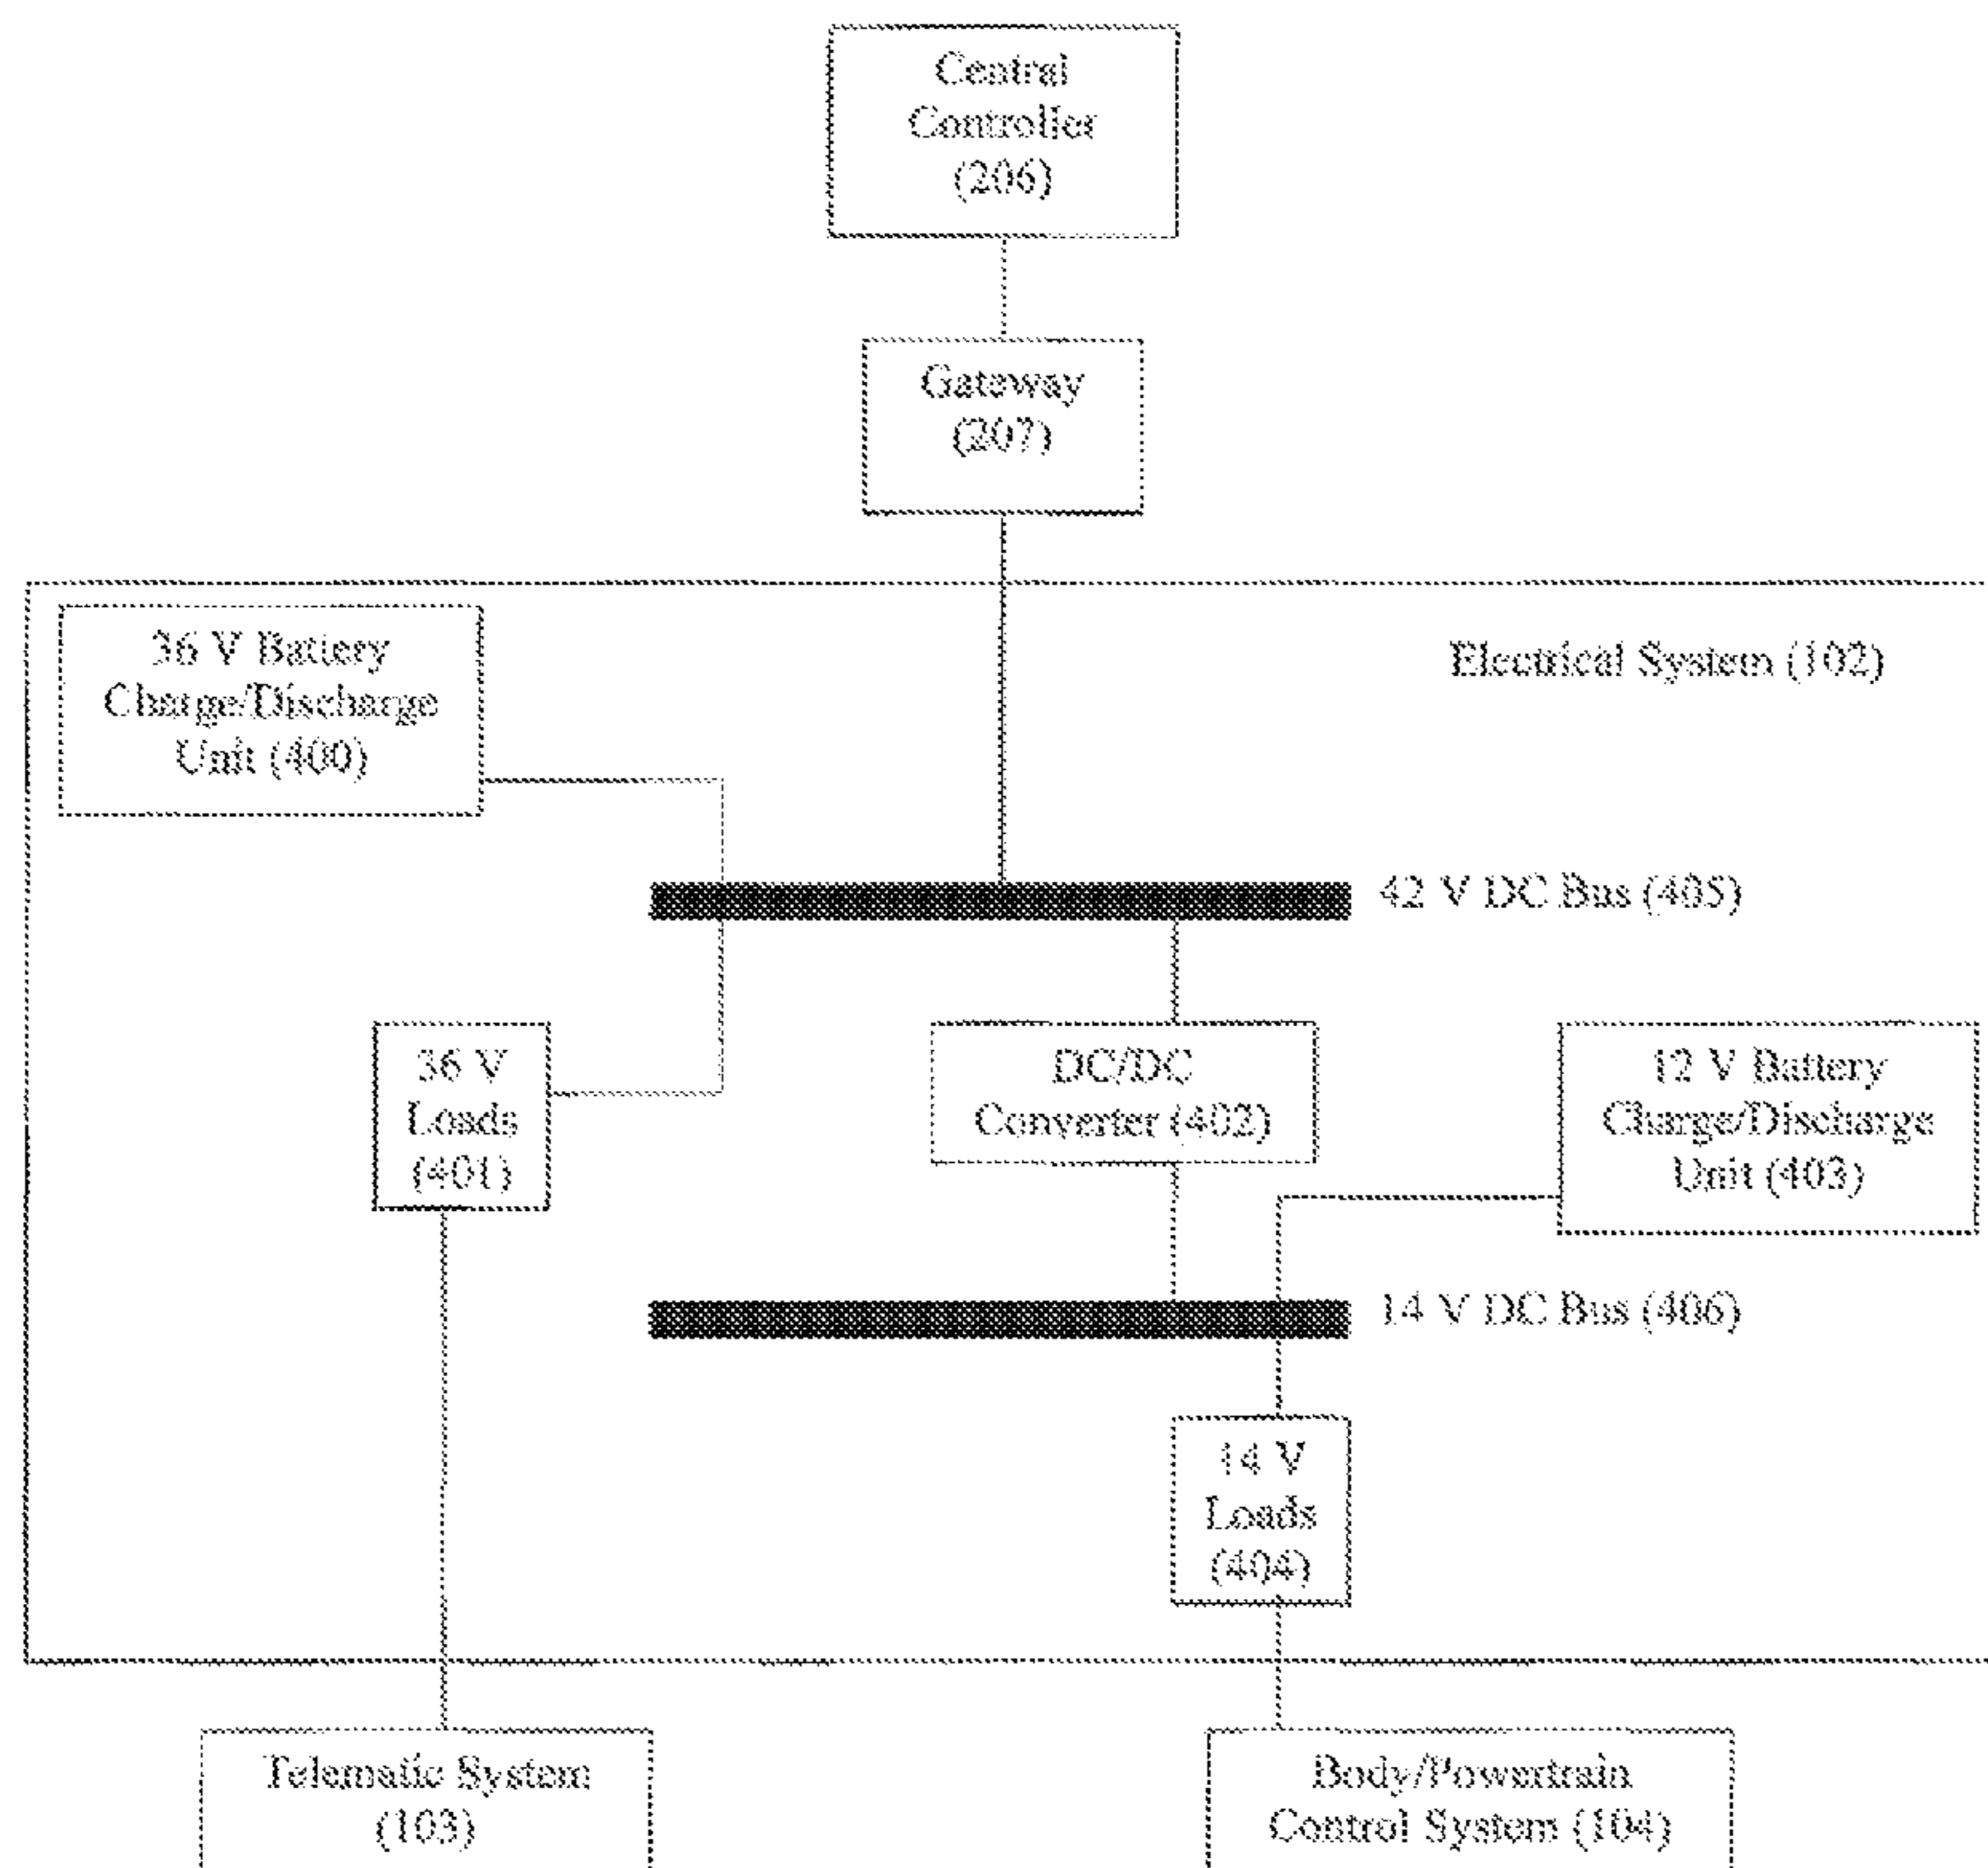 Central
Controller
(206)
Gateway
(207)
36 V Battery
Charge/Discharge
Unit (400)
Electrical System (102)
42 V DC Bus (405)
36 V
Loads
(401)
DC/DC
Converter (402)
12 V Battery
Charge/Discharge
Unit (403)
14 V DC Bus (406)
14 V
Loads
(404)
Telematic System
(103)
Body/Powertrain
Control System (104)